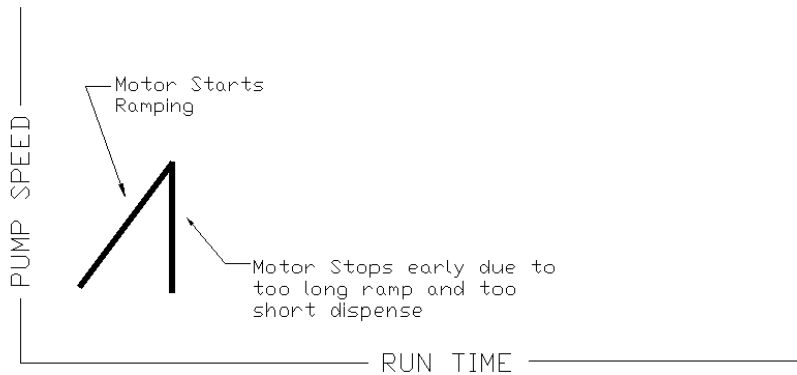 Motor Starts
Ramping
PUMP SPEED
Motor Stops early due to
too long ramp and too
short dispense
RUN TIME